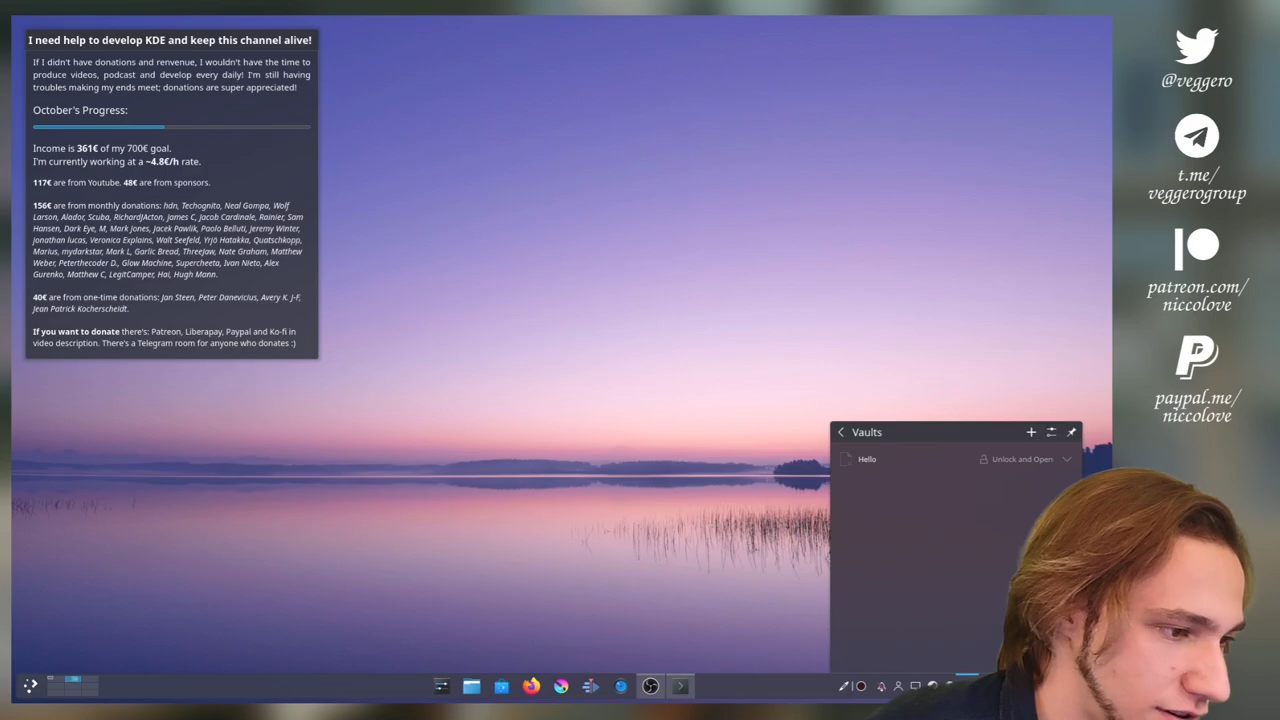 I need help to develop KDE and keep this channel alive!
If I didn't have donations and renvenue, I wouldn't have the time to
produce videos, podcast and develop every daily! I'm still having
troubles making my ends meet; donations are super appreciated!
October's Progress:
Income is 361€ of my 700€ goal.
I'm currently working at a ~4.8€/h rate.
117€ are from Youtube. 48€ are from sponsors.
156€ are from monthly donations: hdn, Techognito, Neal Gompa, Wolf
Larson, Alador, Scuba, RichardJActon, James C, Jacob Cardinale, Rainier, Sam
Hansen, Dark Eye, M, Mark Jones, Jacek Pawlik, Paolo Belluti, Jeremy Winter,
jonathan lucas, Veronica Explains, Walt Seefeld, Yrjö Hatakka, Quatschkopp,
Marius, mydarkstar, Mark L, Garlic Bread, ThreeJaw, Nate Graham, Matthew
Weber, Peterthecoder D., Glow Machine, Supercheeta, Ivan Nieto, Alex
Gurenko, Matthew C, LegitCamper, Hai, Hugh Mann.
40€ are from one-time donations: Jan Steen, Peter Danevicius, Avery K. J-F,
Jean Patrick Kocherscheidt.
If you want to donate there's: Patreon, Liberapay, Paypal and Ko-fi in
video description. There's a Telegram room for anyone who donates :)
Vaults
Hello
Unlock and Open
@veggero
t.me/
veggerogroup
patreon.com/
niccolove
paypal.me/
niccolove